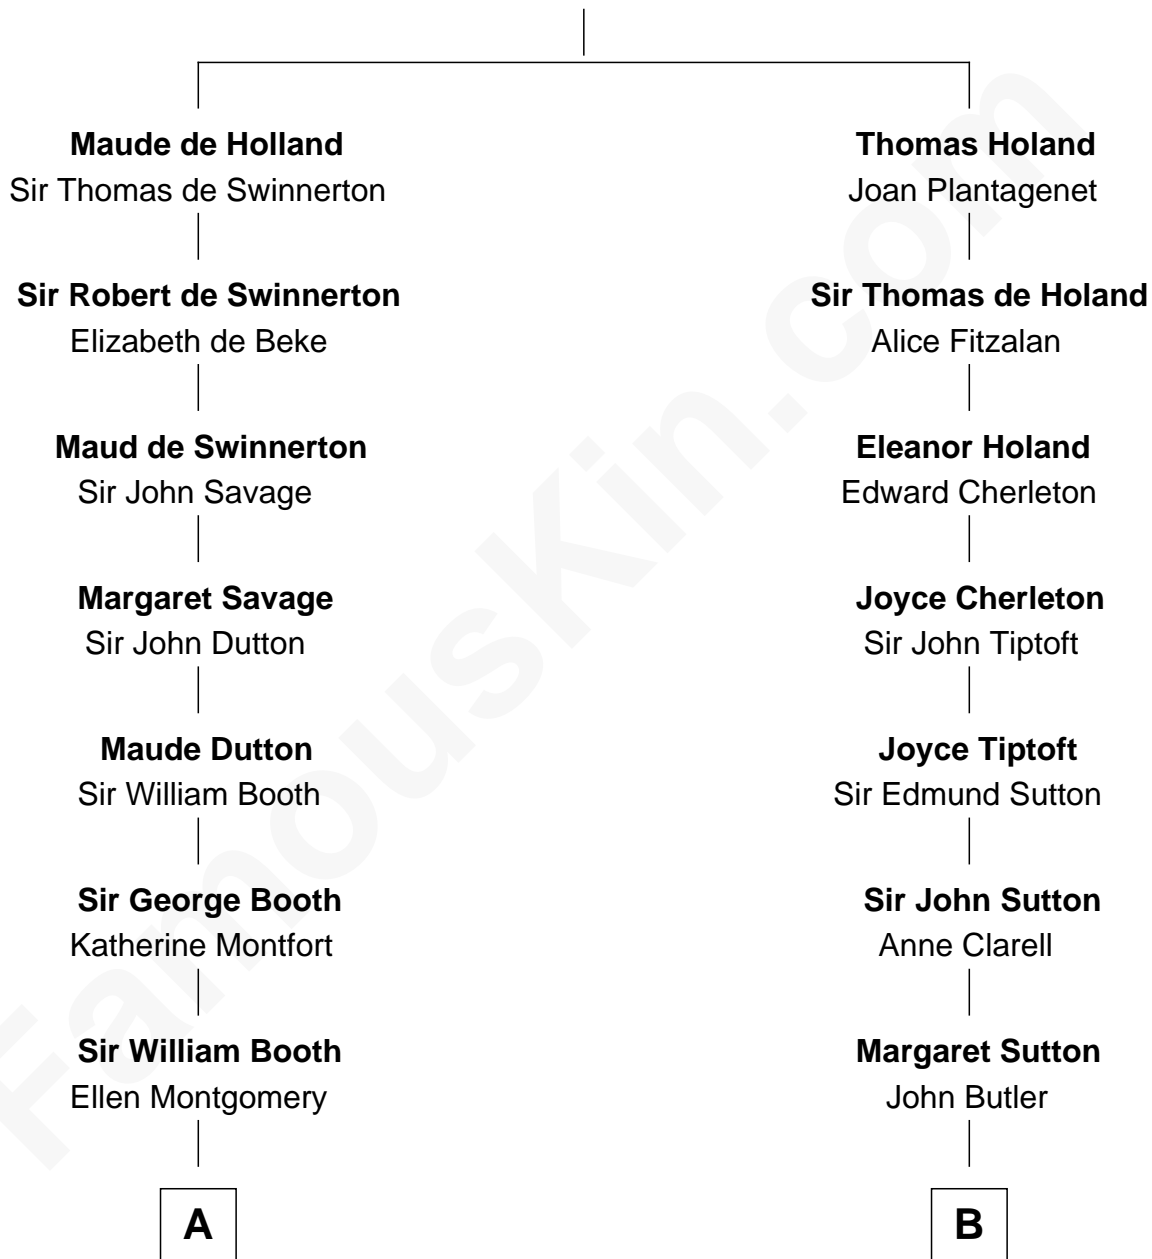 Maude de Holland
Sir Thomas de Swinnerton
Sir Robert de Swinnerton
Elizabeth de Beke
Maud de Swinnerton
Sir John Savage
Margaret Savage
Sir John Dutton
Maude Dutton
Sir William Booth
Sir George Booth
Katherine Montfort
Sir William Booth
Ellen Montgomery
A
Thomas Holand
Joan Plantagenet
Sir Thomas de Holand
Alice Fitzalan
Eleanor Holand
Edward Cherleton
Joyce Cherleton
Sir John Tiptoft
Joyce Tiptoft
Sir Edmund Sutton
Sir John Sutton
Anne Clarell
Margaret Sutton
John Butler
B
FamousKin.com